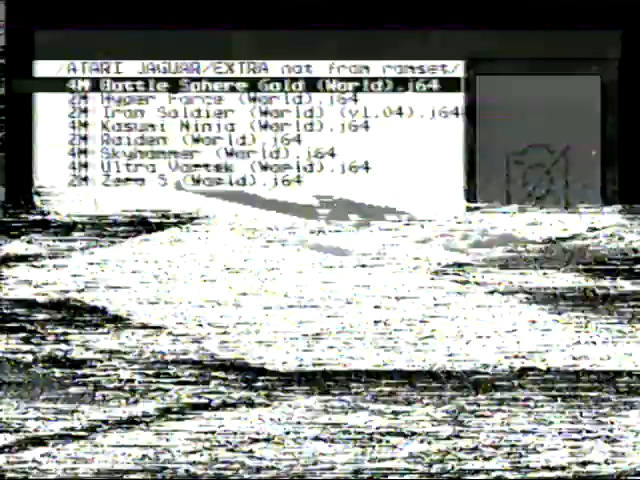 /ATARI JAGUAR/EXTRA not from romset/
4M Battle Sphere Gold (World).j64
2M Hyper Force (World).j64
2M Iron Soldier (World) (v1.04).j64
4M Kasumi Ninja (World).j64
2M Raiden (World).j64
4M Skyhammer (World).j64
4M Ultra Vortek (World).j64
2M Zero 5 (World).j64